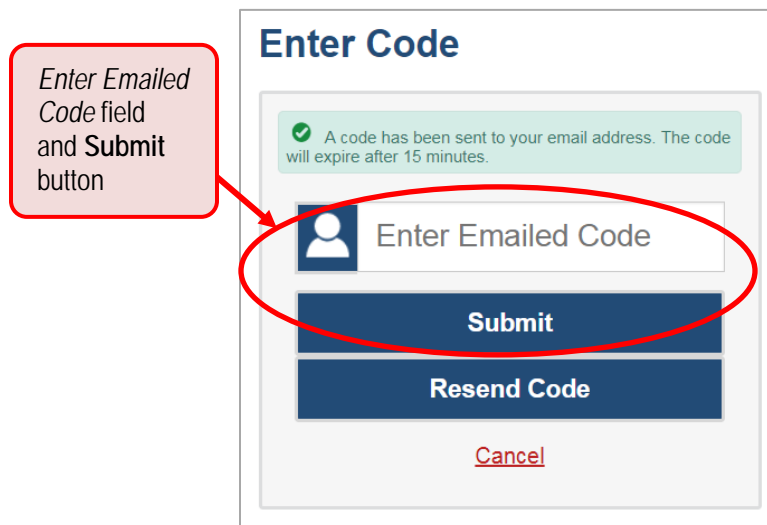 Enter Code
Enter Emailed
Code field
and Submit
button
A code has been sent to your email address. The code
will expire after 15 minutes.
Enter Emailed Code
Submit
Resend Code
Cancel